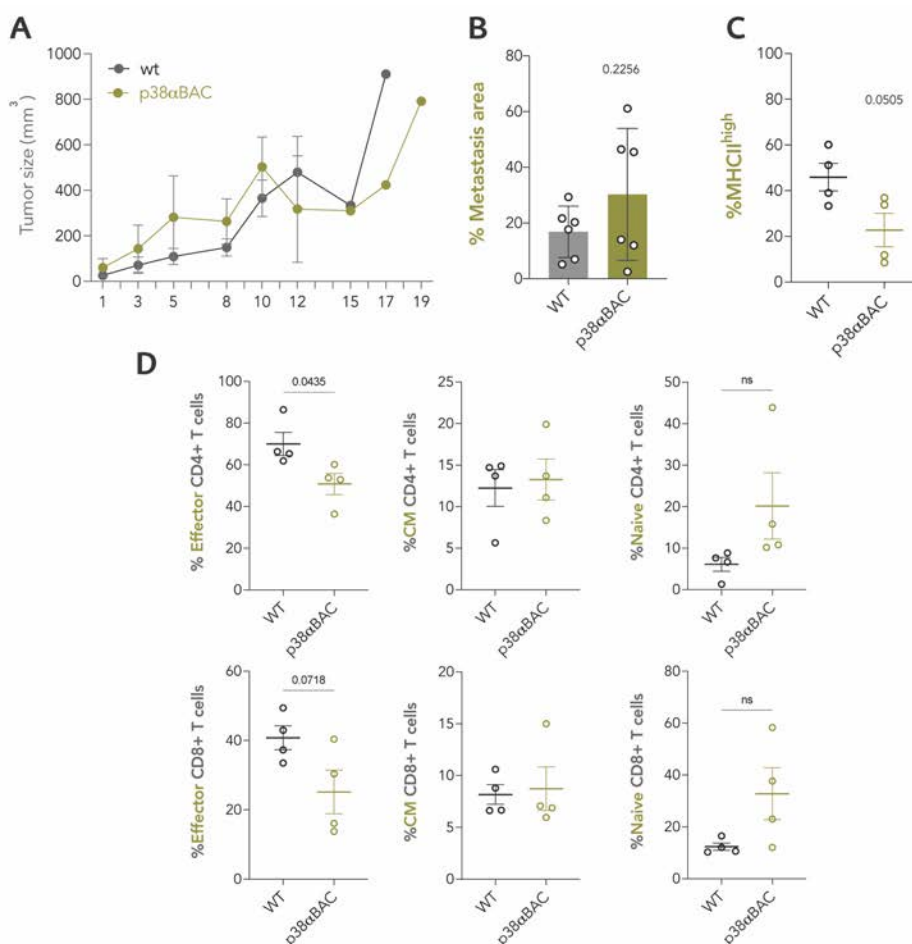 A
Tumor size (mm³)
1000
800
600
400
200
0
wt
p38αBAC
1 3 5 8 10 12 15 17 19
B
% Metastasis area
80
60
40
20
0
0.2256
WT
p38αBAC
C
%MHCII^high
100
80
60
40
20
0
0.0505
WT
p38αBAC
D
% Effector CD4+ T cells
100
80
60
40
20
0
0.0435
WT
p38αBAC
%CM CD4+ T cells
25
20
15
10
5
0
WT
p38αBAC
%Naive CD4+ T cells
50
40
30
20
10
0
ns
WT
p38αBAC
%Effector CD8+ T cells
60
40
20
0
0.0718
WT
p38αBAC
%CM CD8+ T cells
20
15
10
5
0
WT
p38αBAC
%Naive CD8+ T cells
80
60
40
20
0
ns
WT
p38αBAC